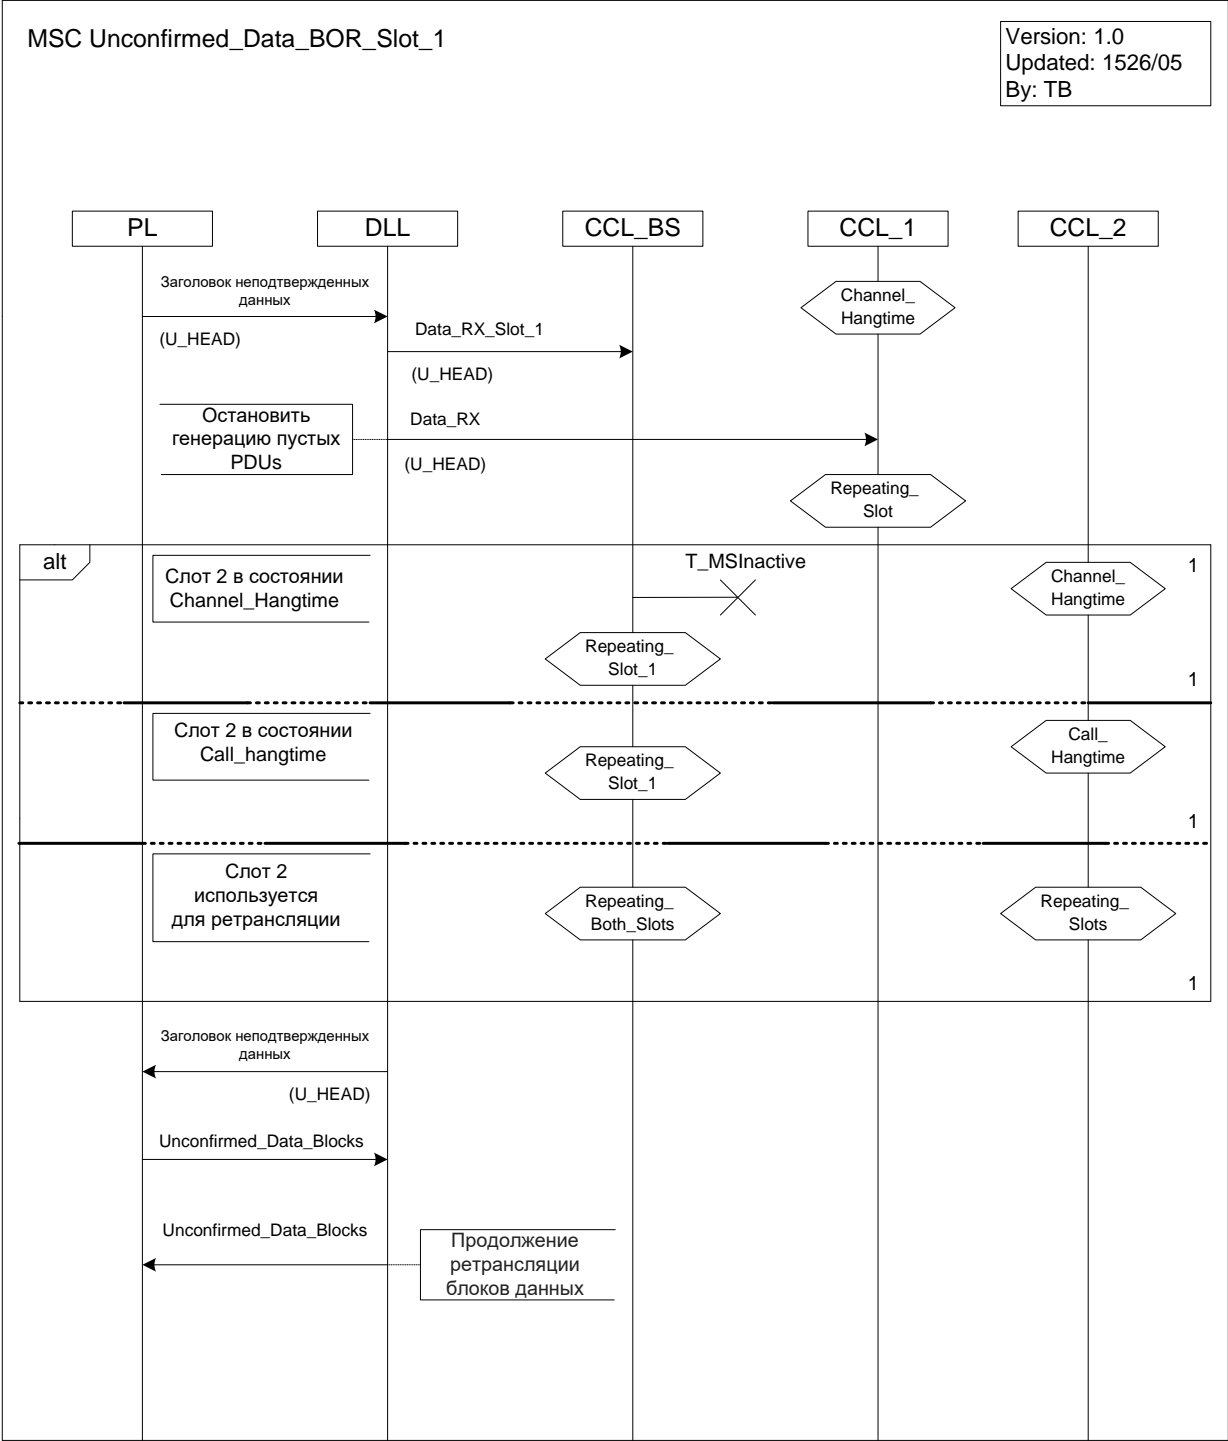 MSC Unconfirmed_Data_BOR_Slot_1
Version: 1.0
Updated: 1526/05
By: TB
PL
DLL
CCL_BS
CCL_1
CCL_2
Заголовок неподтвержденных
данных
(U_HEAD)
Channel_
Hangtime
Data_RX_Slot_1
(U_HEAD)
Остановить
генерацию пустых
PDUs
Data_RX
(U_HEAD)
Repeating_
Slot
alt
Слот 2 в состоянии
Channel_Hangtime
T_MSInactive
Channel_
Hangtime
1
Repeating_
Slot_1
1
Слот 2 в состоянии
Call_hangtime
Repeating_
Slot_1
Call_
Hangtime
1
Слот 2
используется
для ретрансляции
Repeating_
Both_Slots
Repeating_
Slots
1
Заголовок неподтвержденных
данных
(U_HEAD)
Unconfirmed_Data_Blocks
Unconfirmed_Data_Blocks
Продолжение
ретрансляции
блоков данных